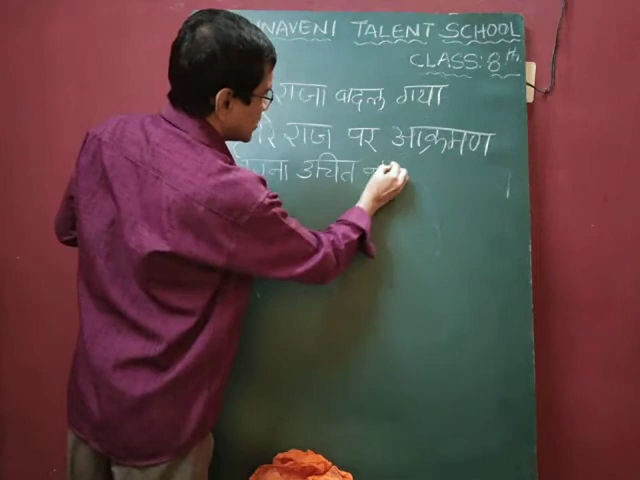 NAVENI TALENT SCHOOL
CLASS: 8th
राजा बदल गया
राज पर आक्रमण
उचित